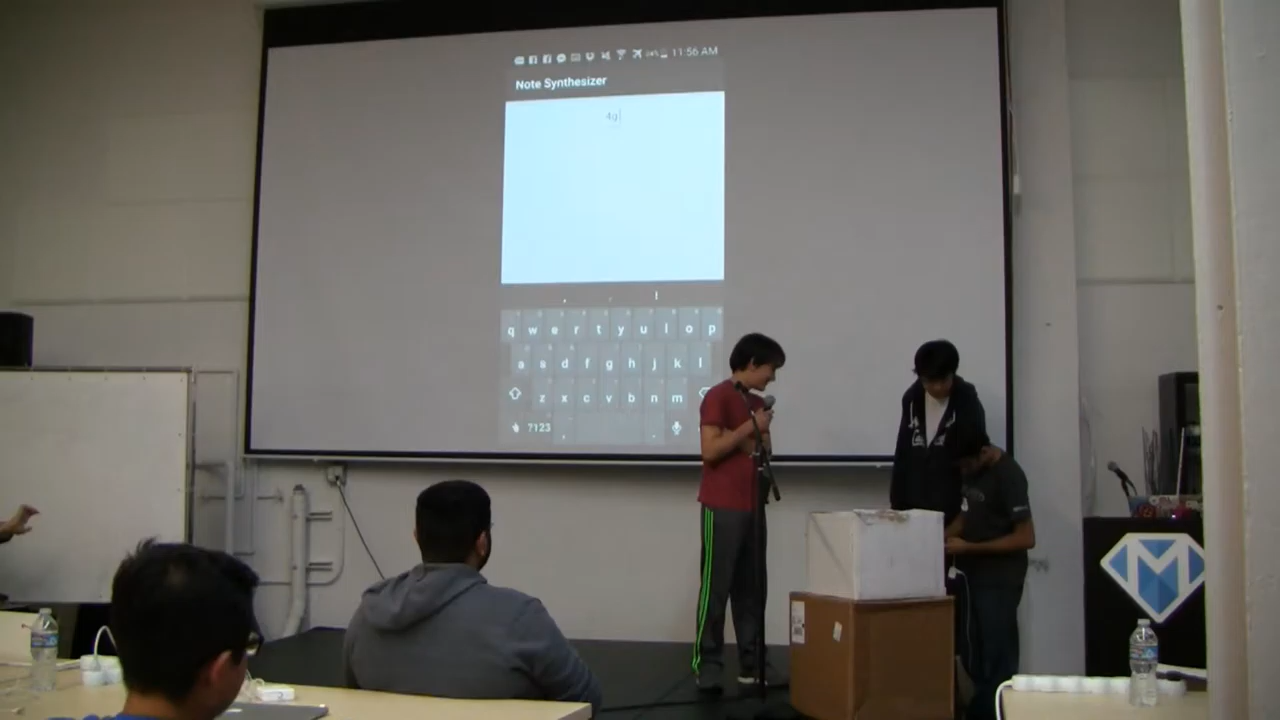 11:56 AM
Note Synthesizer
4g
q w e r t y u i o p
a s d f g h j k l
z x c v b n m
?123
M